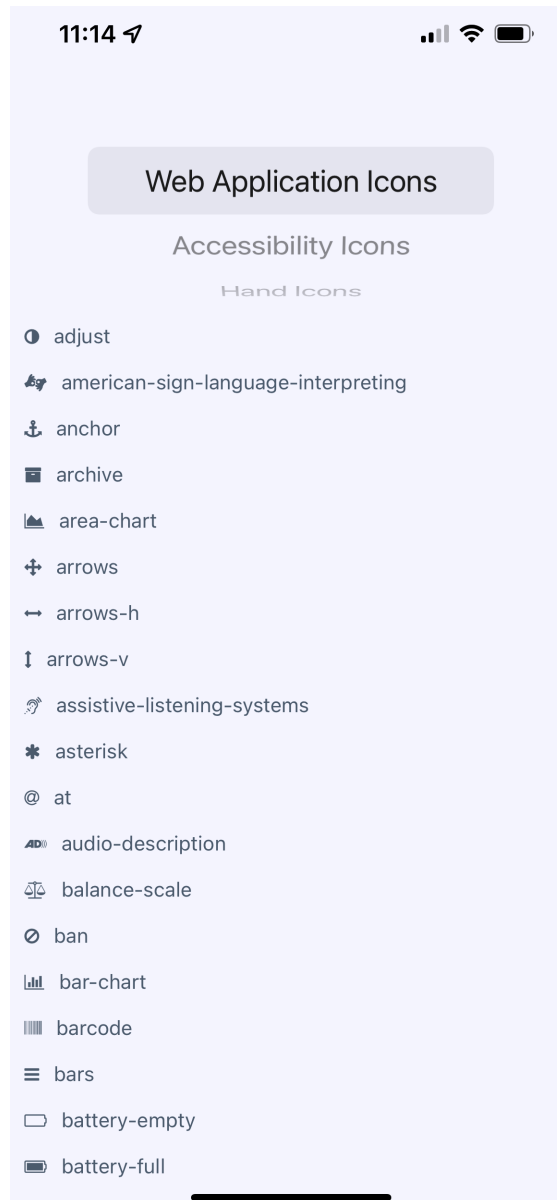 11:14
Web Application Icons
Accessibility Icons
Hand Icons
adjust
american-sign-language-interpreting
anchor
archive
area-chart
arrows
arrows-h
arrows-v
assistive-listening-systems
asterisk
@ at
AD audio-description
balance-scale
ban
bar-chart
barcode
bars
battery-empty
battery-full